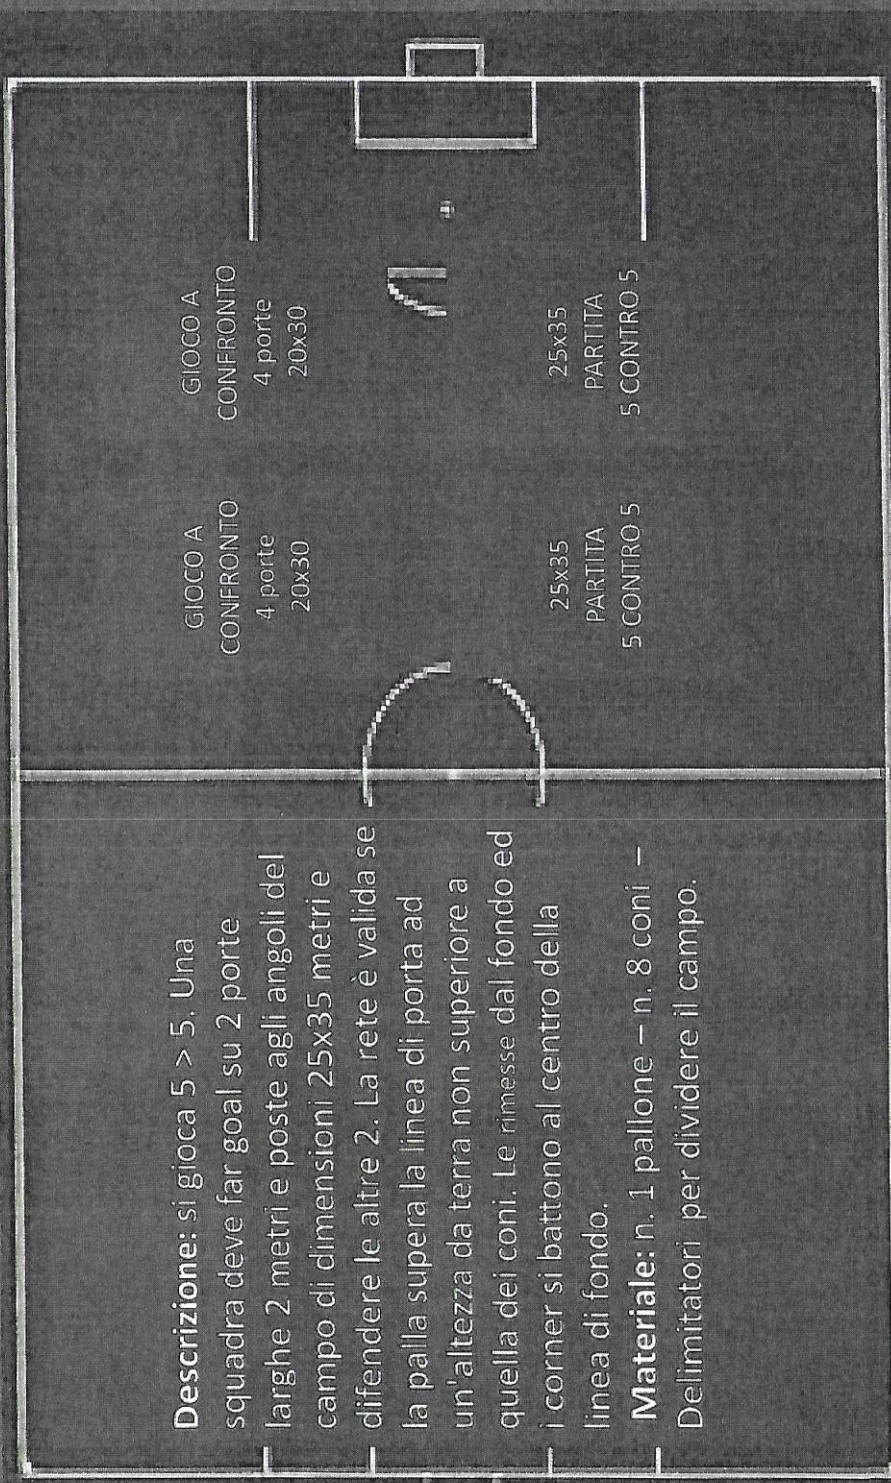 Descrizione: si gioca 5 > 5. Una
squadra deve far goal su 2 porte
larghe 2 metri e poste agli angoli del
campo di dimensioni 25x35 metri e
difendere le altre 2. La rete è valida se
la palla supera la linea di porta ad
un'altezza da terra non superiore a
quella dei coni. Le rimesse dal fondo ed
i corner si battono al centro della
linea di fondo.
Materiale: n. 1 pallone – n. 8 coni –
Delimitatori per dividere il campo.
GIOCO A
CONFRONTO
4 porte
20x30
GIOCO A
CONFRONTO
4 porte
20x30
25x35
PARTITA
5 CONTRO 5
25x35
PARTITA
5 CONTRO 5